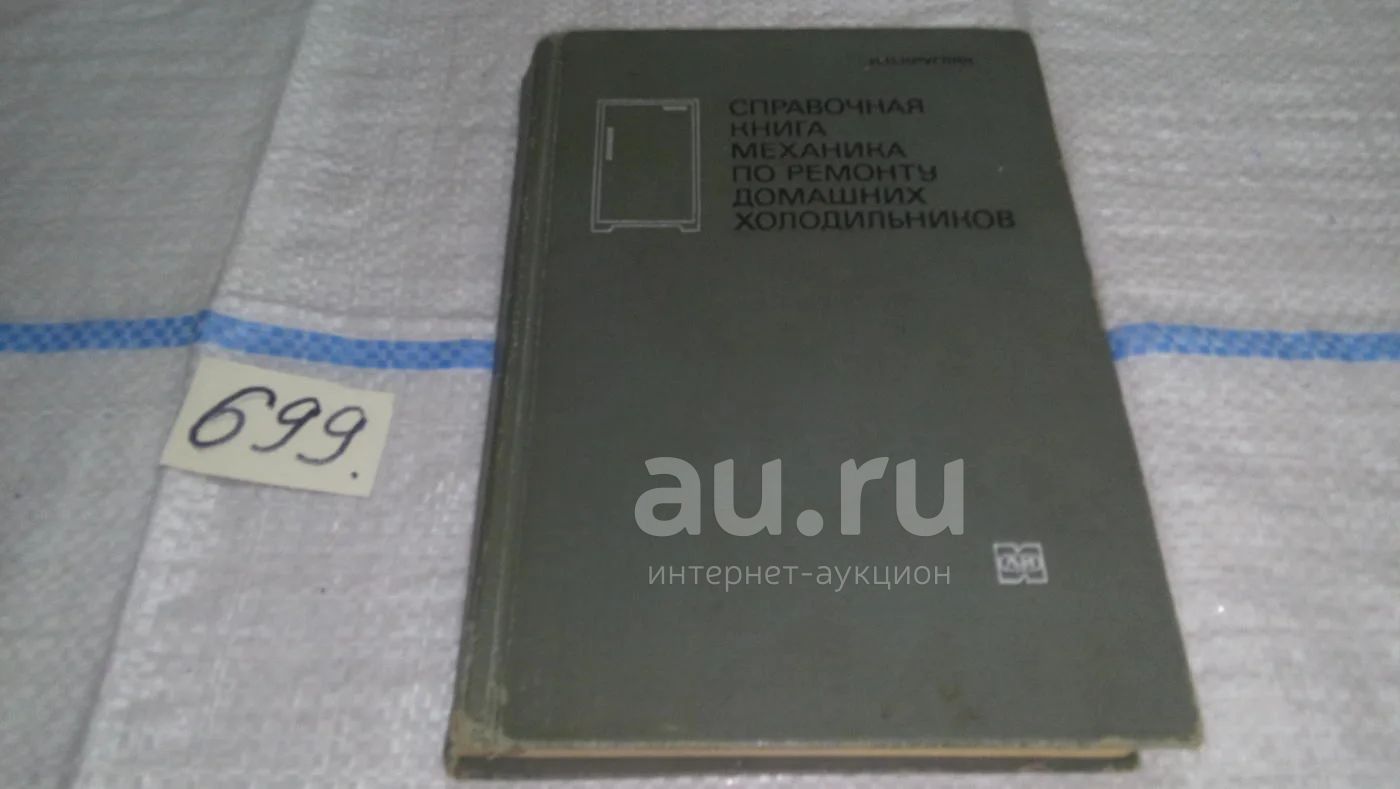 СПРАВОЧНАЯ
КНИГА
МЕХАНИКА
ПО РЕМОНТУ
ДОМАШНИХ
ХОЛОДИЛЬНИКОВ
699.
au.ru
интернет-аукцион